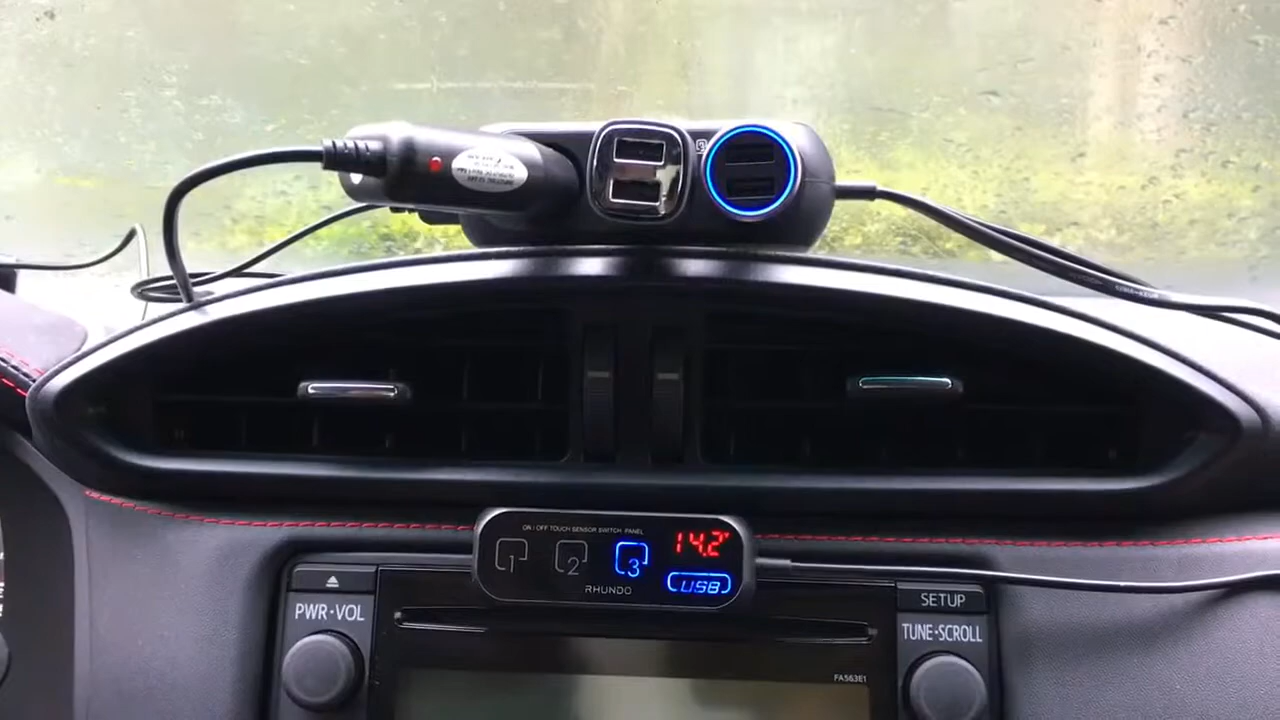 ON / OFF TOUCH SENSOR SWITCH PANEL
1 2 3
14.2
USB
RHUNDO
PWR·VOL
SETUP
TUNE·SCROLL
FA563E1